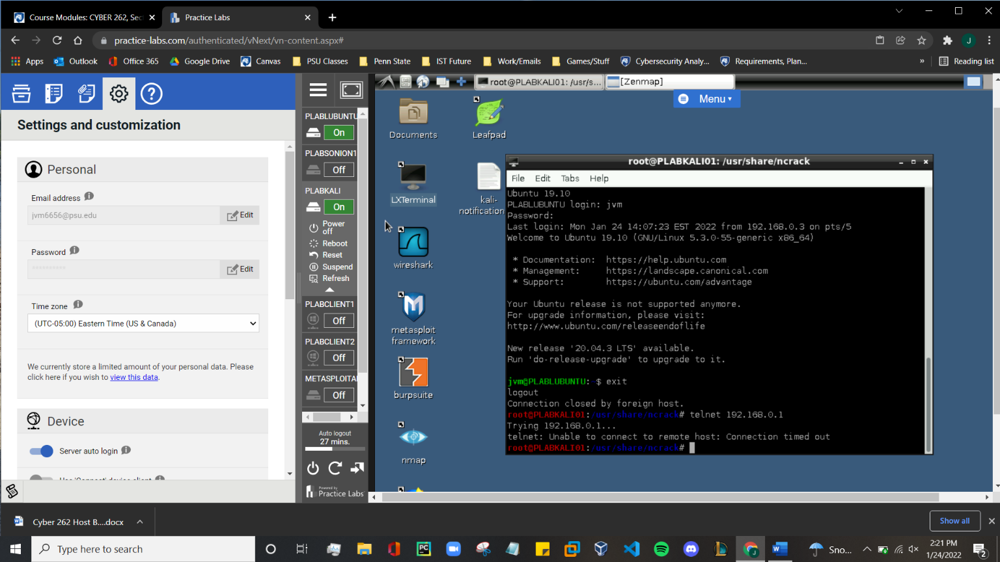 Course Modules: CYBER 262, Sec
Practice Labs
practice-labs.com/authenticated/vNext/vn-content.aspx#
J
Apps
Outlook
Office 365
Google Drive
Canvas
PSU Classes
Penn State
IST Future
Work/Emails
Games/Stuff
Cybersecurity Analy...
Requirements, Plan...
»
Reading list
Settings and customization
Personal
Email address
jvm6656@psu.edu
Edit
Password
**********
Edit
Time zone
(UTC-05:00) Eastern Time (US & Canada)
We currently store a limited amount of your personal data. Please
click here if you wish to view this data.
Device
Server auto login
PLABLUBUNTU
On
PLABSONION1
Off
PLABKALI
On
Power
off
Reboot
Reset
Suspend
Refresh
PLABCLIENT1
Off
PLABCLIENT2
Off
METASPLOITA
Off
Auto logout
27 mins.
Powered by
Practice Labs
root@PLABKALI01: /usr/s...
[Zenmap]
Menu
Documents
Leafpad
LXTerminal
kali-
notification
wireshark
metasploit
framework
burpsuite
nmap
root@PLABKALI01: /usr/share/ncrack
File Edit Tabs Help
Ubuntu 19.10
PLABLUBUNTU login: jvm
Password:
Last login: Mon Jan 24 14:07:23 EST 2022 from 192.168.0.3 on pts/5
Welcome to Ubuntu 19.10 (GNU/Linux 5.3.0-55-generic x86_64)
* Documentation: https://help.ubuntu.com
* Management: https://landscape.canonical.com
* Support: https://ubuntu.com/advantage
Your Ubuntu release is not supported anymore.
For upgrade information, please visit:
http://www.ubuntu.com/releaseendoflife
New release '20.04.3 LTS' available.
Run 'do-release-upgrade' to upgrade to it.
jvm@PLABLUBUNTU: $ exit
logout
Connection closed by foreign host.
root@PLABKALI01:/usr/share/ncrack# telnet 192.168.0.1
Trying 192.168.0.1...
telnet: Unable to connect to remote host: Connection timed out
root@PLABKALI01:/usr/share/ncrack#
Cyber 262 Host B....docx
Show all
Type here to search
PC
Sno...
2:21 PM
1/24/2022
2